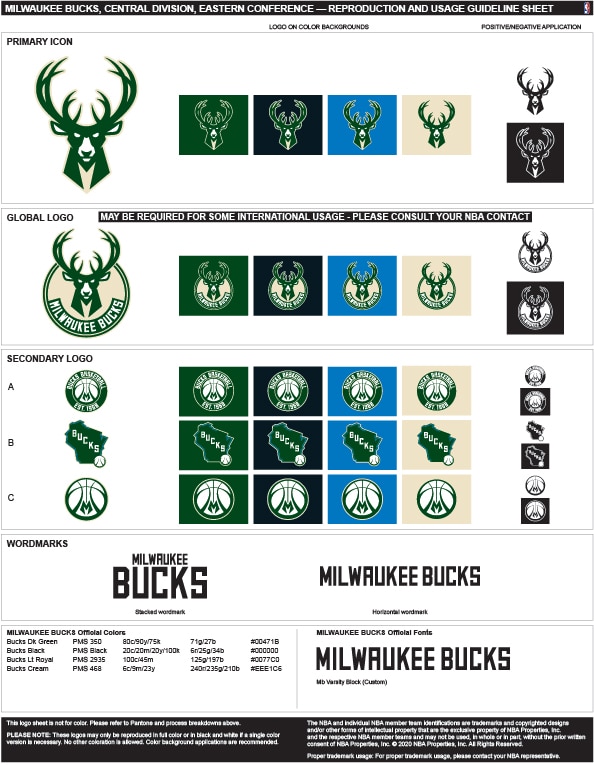 MILWAUKEE BUCKS, CENTRAL DIVISION, EASTERN CONFERENCE — REPRODUCTION AND USAGE GUIDELINE SHEET
LOGO ON COLOR BACKGROUNDS
POSITIVE/NEGATIVE APPLICATION
PRIMARY ICON
GLOBAL LOGO
MAY BE REQUIRED FOR SOME INTERNATIONAL USAGE - PLEASE CONSULT YOUR NBA CONTACT
MILWAUKEE BUCKS
SECONDARY LOGO
A
BUCKS BASKETBALL
EST. 1968
B
BUCKS
C
WORDMARKS
MILWAUKEE
BUCKS
Stacked wordmark
MILWAUKEE BUCKS
Horizontal wordmark
MILWAUKEE BUCKS Official Colors
Bucks Dk Green PMS 350 80c/90y/75k 71g/27b #00471B
Bucks Black PMS Black 20c/20m/20y/100k 6r/25g/34b #000000
Bucks Lt Royal PMS 2935 100c/45m 125g/197b #0077C0
Bucks Cream PMS 468 6c/9m/23y 240r/235g/210b #EEE1C6
MILWAUKEE BUCKS Official Fonts
MILWAUKEE BUCKS
Mb Varsity Block (Custom)
This logo sheet is not for color. Please refer to Pantone and process breakdowns above.
PLEASE NOTE: These logos may only be reproduced in full color or in black and white if a single color
version is necessary. No other coloration is allowed. Color background applications are recommended.
The NBA and individual NBA member team identifications are trademarks and copyrighted designs
and/or other forms of intellectual property that are the exclusive property of NBA Properties, Inc.
and the respective NBA member teams and may not be used, in whole or in part, without the prior written
consent of NBA Properties, Inc. © 2020 NBA Properties, Inc. All Rights Reserved.
Proper trademark usage: For proper trademark usage, please contact your NBA representative.